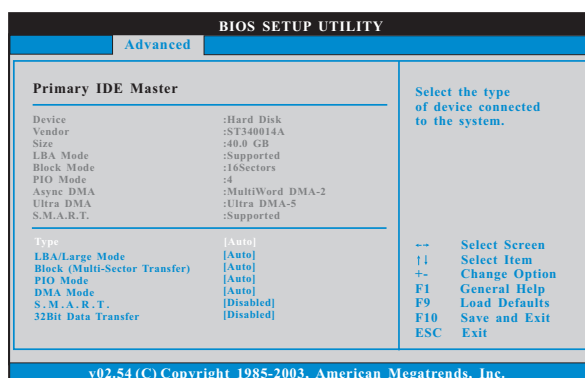 BIOS SETUP UTILITY
Advanced
Primary IDE Master
Device :Hard Disk
Vendor :ST340014A
Size :40.0 GB
LBA Mode :Supported
Block Mode :16Sectors
PIO Mode :4
Async DMA :MultiWord DMA-2
Ultra DMA :Ultra DMA-5
S.M.A.R.T. :Supported
Type [Auto]
LBA/Large Mode [Auto]
Block (Multi-Sector Transfer) [Auto]
PIO Mode [Auto]
DMA Mode [Auto]
S.M.A.R.T. [Disabled]
32Bit Data Transfer [Disabled]
Select the type
of device connected
to the system.
←→ Select Screen
↑↓ Select Item
+- Change Option
F1 General Help
F9 Load Defaults
F10 Save and Exit
ESC Exit
v02.54 (C) Copyright 1985-2003, American Megatrends, Inc.